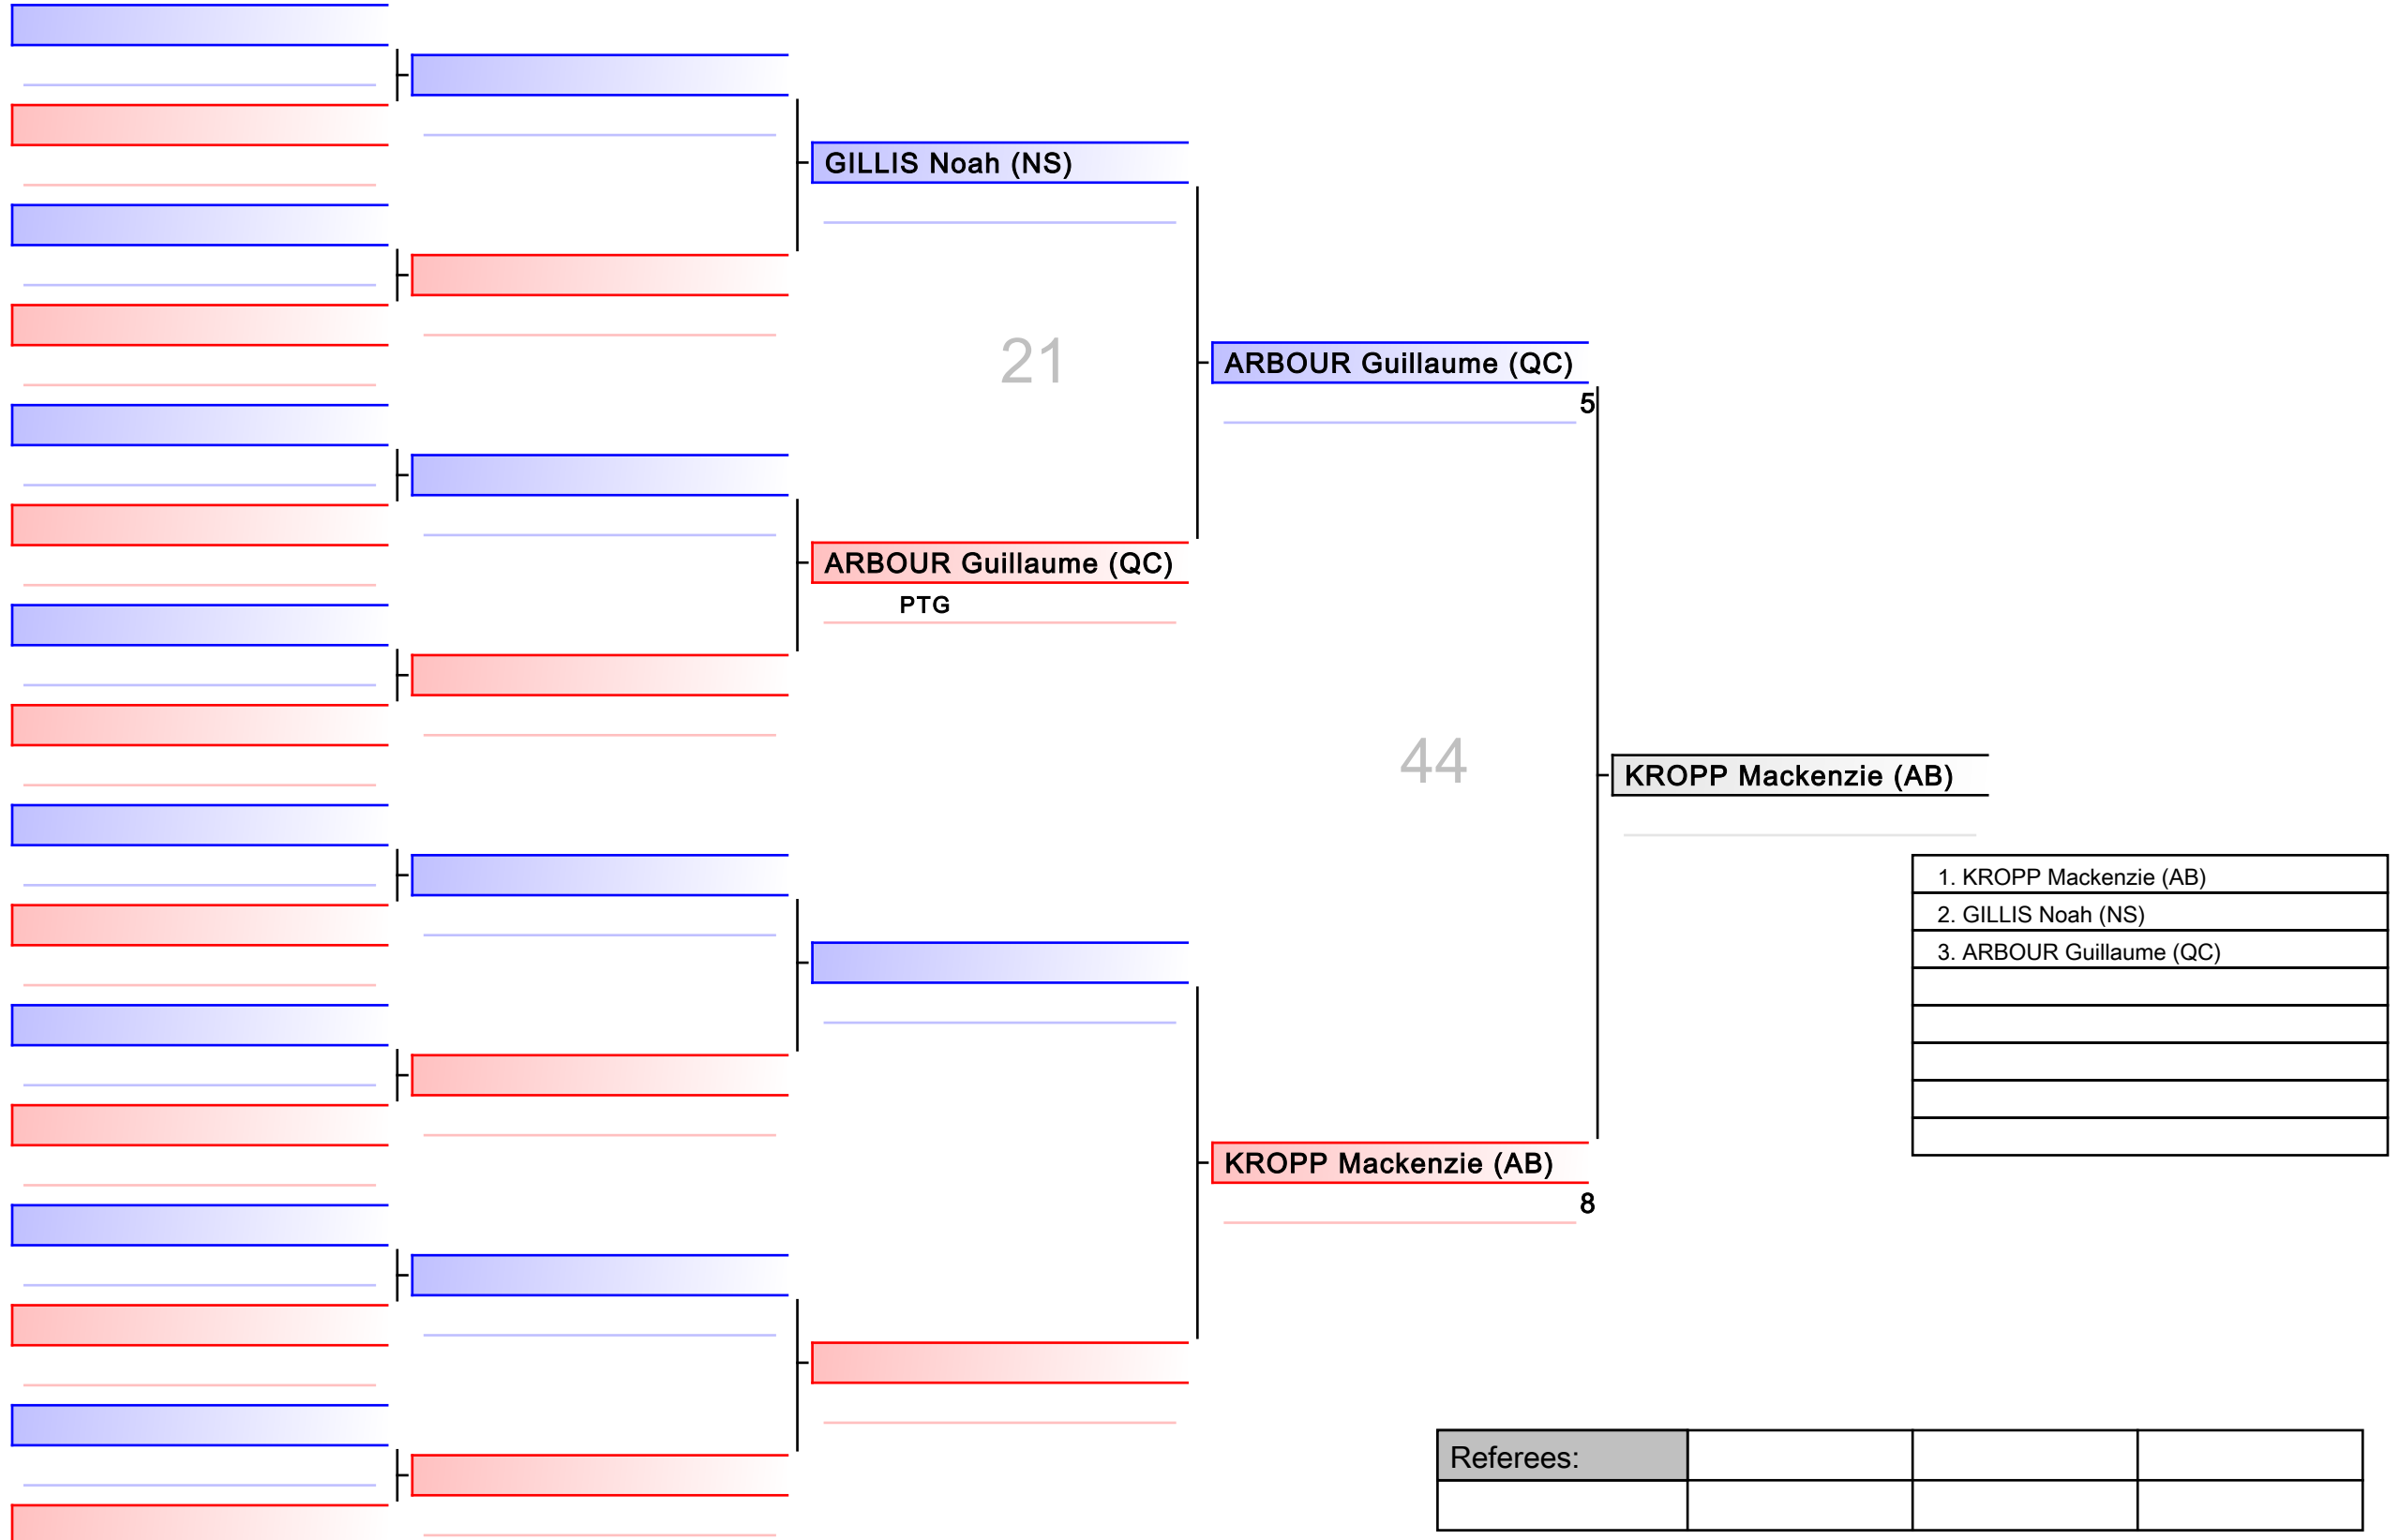 GILLIS Noah (NS)
21
ARBOUR Guillaume (QC)
5
ARBOUR Guillaume (QC)
PTG
44
KROPP Mackenzie (AB)
1. KROPP Mackenzie (AB)
2. GILLIS Noah (NS)
3. ARBOUR Guillaume (QC)
KROPP Mackenzie (AB)
8
Referees: